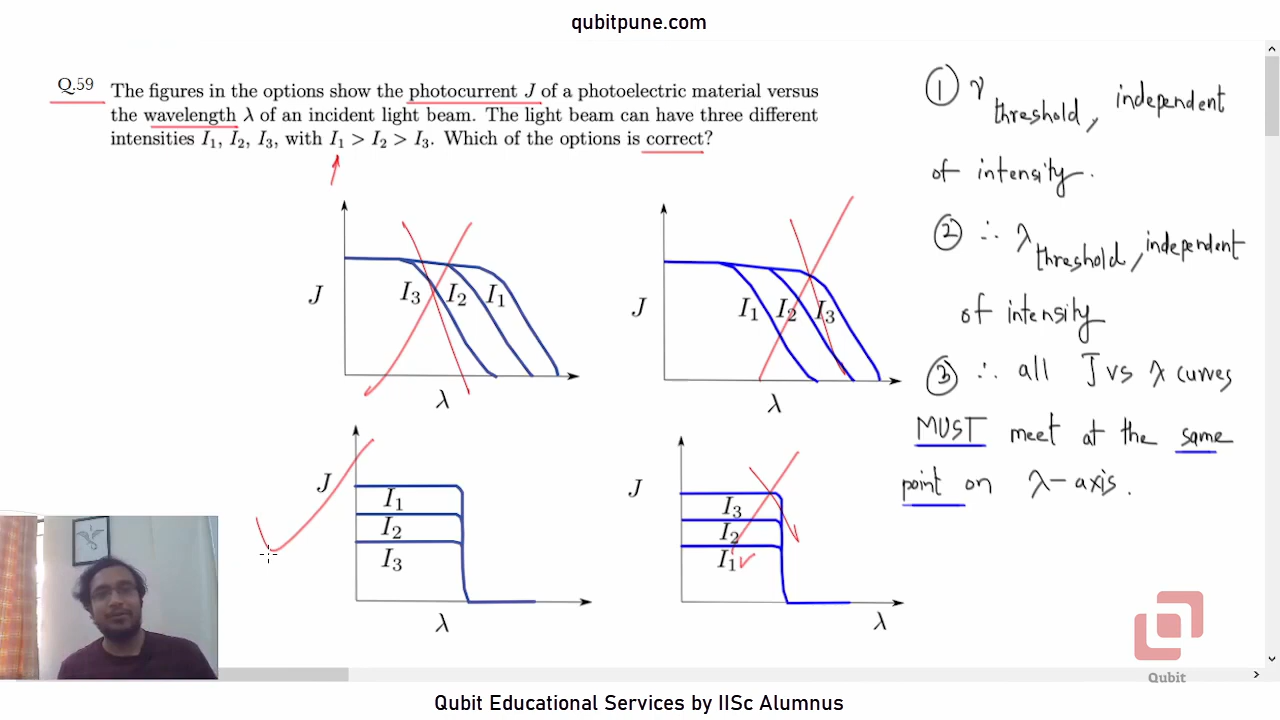 qubitpune.com
Q.59 The figures in the options show the photocurrent J of a photoelectric material versus
the wavelength λ of an incident light beam. The light beam can have three different
intensities I₁, I₂, I₃, with I₁ > I₂ > I₃. Which of the options is correct?
① ν threshold, independent
of intensity.
② ∴ λ threshold, independent
of intensity
③ ∴ all J vs λ curves
MUST meet at the same
point on λ-axis.
J I₃ I₂ I₁
λ
J I₁ I₂ I₃
λ
J
I₁
I₂
I₃
λ
J
I₃
I₂
I₁
λ
Qubit
Qubit Educational Services by IISc Alumnus